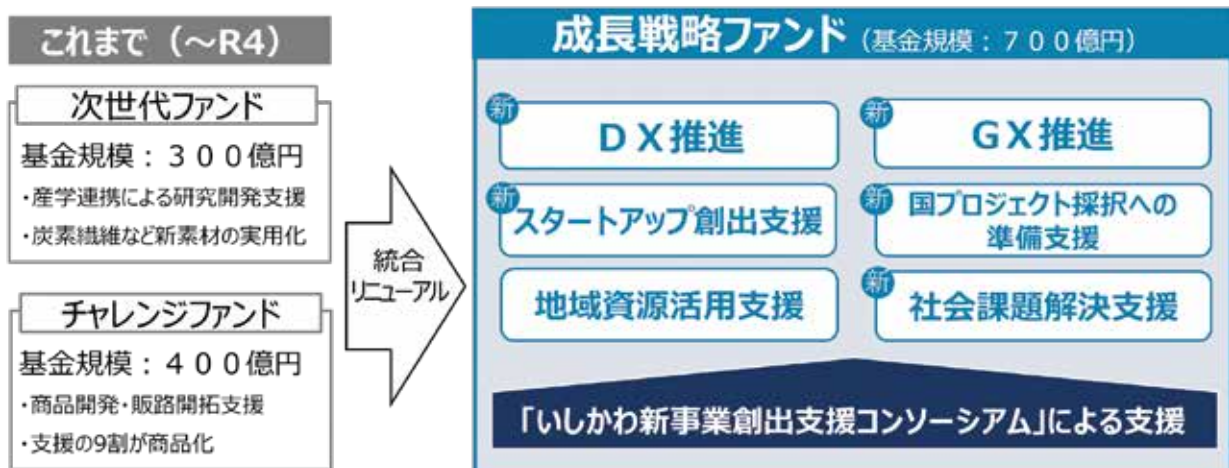 これまで（～R4）
次世代ファンド
基金規模：３００億円
・産学連携による研究開発支援
・炭素繊維など新素材の実用化
チャレンジファンド
基金規模：４００億円
・商品開発・販路開拓支援
・支援の9割が商品化
統合
リニューアル
成長戦略ファンド（基金規模：７００億円）
新 ＤＸ推進
新 ＧＸ推進
新 スタートアップ創出支援
新 国プロジェクト採択への
準備支援
地域資源活用支援
新 社会課題解決支援
「いしかわ新事業創出支援コンソーシアム」による支援